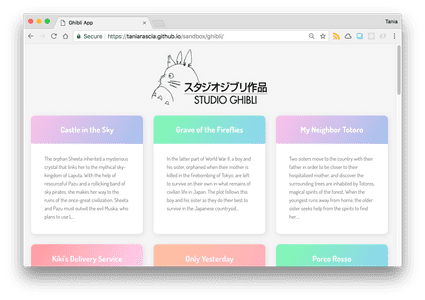 Ghibli App
Tania
Secure
https://taniarascia.github.io/sandbox/ghibli/
スタジオジブリ作品
STUDIO GHIBLI
Castle in the Sky
Grave of the Fireflies
My Neighbor Totoro
The orphan Sheeta inherited a mysterious
crystal that links her to the mythical sky-
kingdom of Laputa. With the help of
resourceful Pazu and a rollicking band of
sky pirates, she makes her way to the
ruins of the once-great civilization. Sheeta
and Pazu must outwit the evil Muska, who
plans to use L...
In the latter part of World War II, a boy and
his sister, orphaned when their mother is
killed in the firebombing of Tokyo, are left
to survive on their own in what remains of
civilian life in Japan. The plot follows this
boy and his sister as they do their best to
survive in the Japanese countrysid...
Two sisters move to the country with their
father in order to be closer to their
hospitalized mother, and discover the
surrounding trees are inhabited by Totoros,
magical spirits of the forest. When the
youngest runs away from home, the older
sister seeks help from the spirits to find
her...
Kiki's Delivery Service
Only Yesterday
Porco Rosso